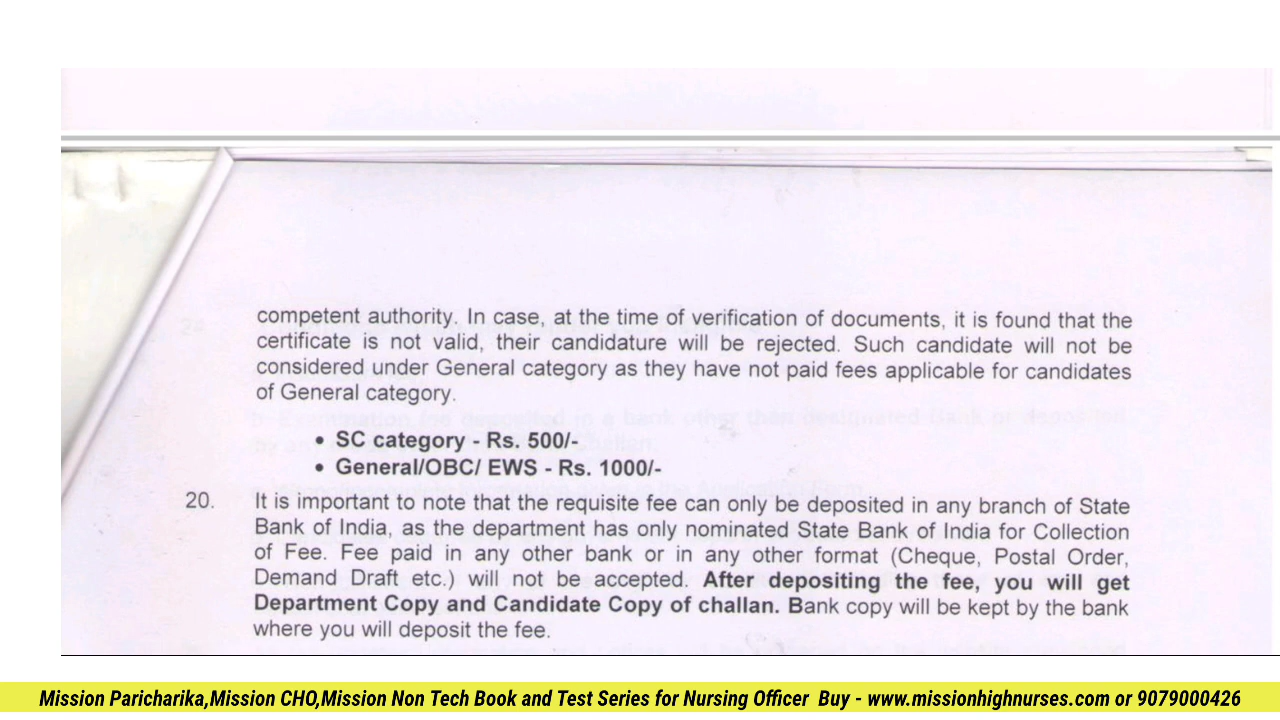 competent authority. In case, at the time of verification of documents, it is found that the
certificate is not valid, their candidature will be rejected. Such candidate will not be
considered under General category as they have not paid fees applicable for candidates
of General category.
• SC category - Rs. 500/-
• General/OBC/ EWS - Rs. 1000/-
20. It is important to note that the requisite fee can only be deposited in any branch of State
Bank of India, as the department has only nominated State Bank of India for Collection
of Fee. Fee paid in any other bank or in any other format (Cheque, Postal Order,
Demand Draft etc.) will not be accepted. After depositing the fee, you will get
Department Copy and Candidate Copy of challan. Bank copy will be kept by the bank
where you will deposit the fee.
Mission Paricharika,Mission CHO,Mission Non Tech Book and Test Series for Nursing Officer Buy - www.missionhighnurses.com or 9079000426